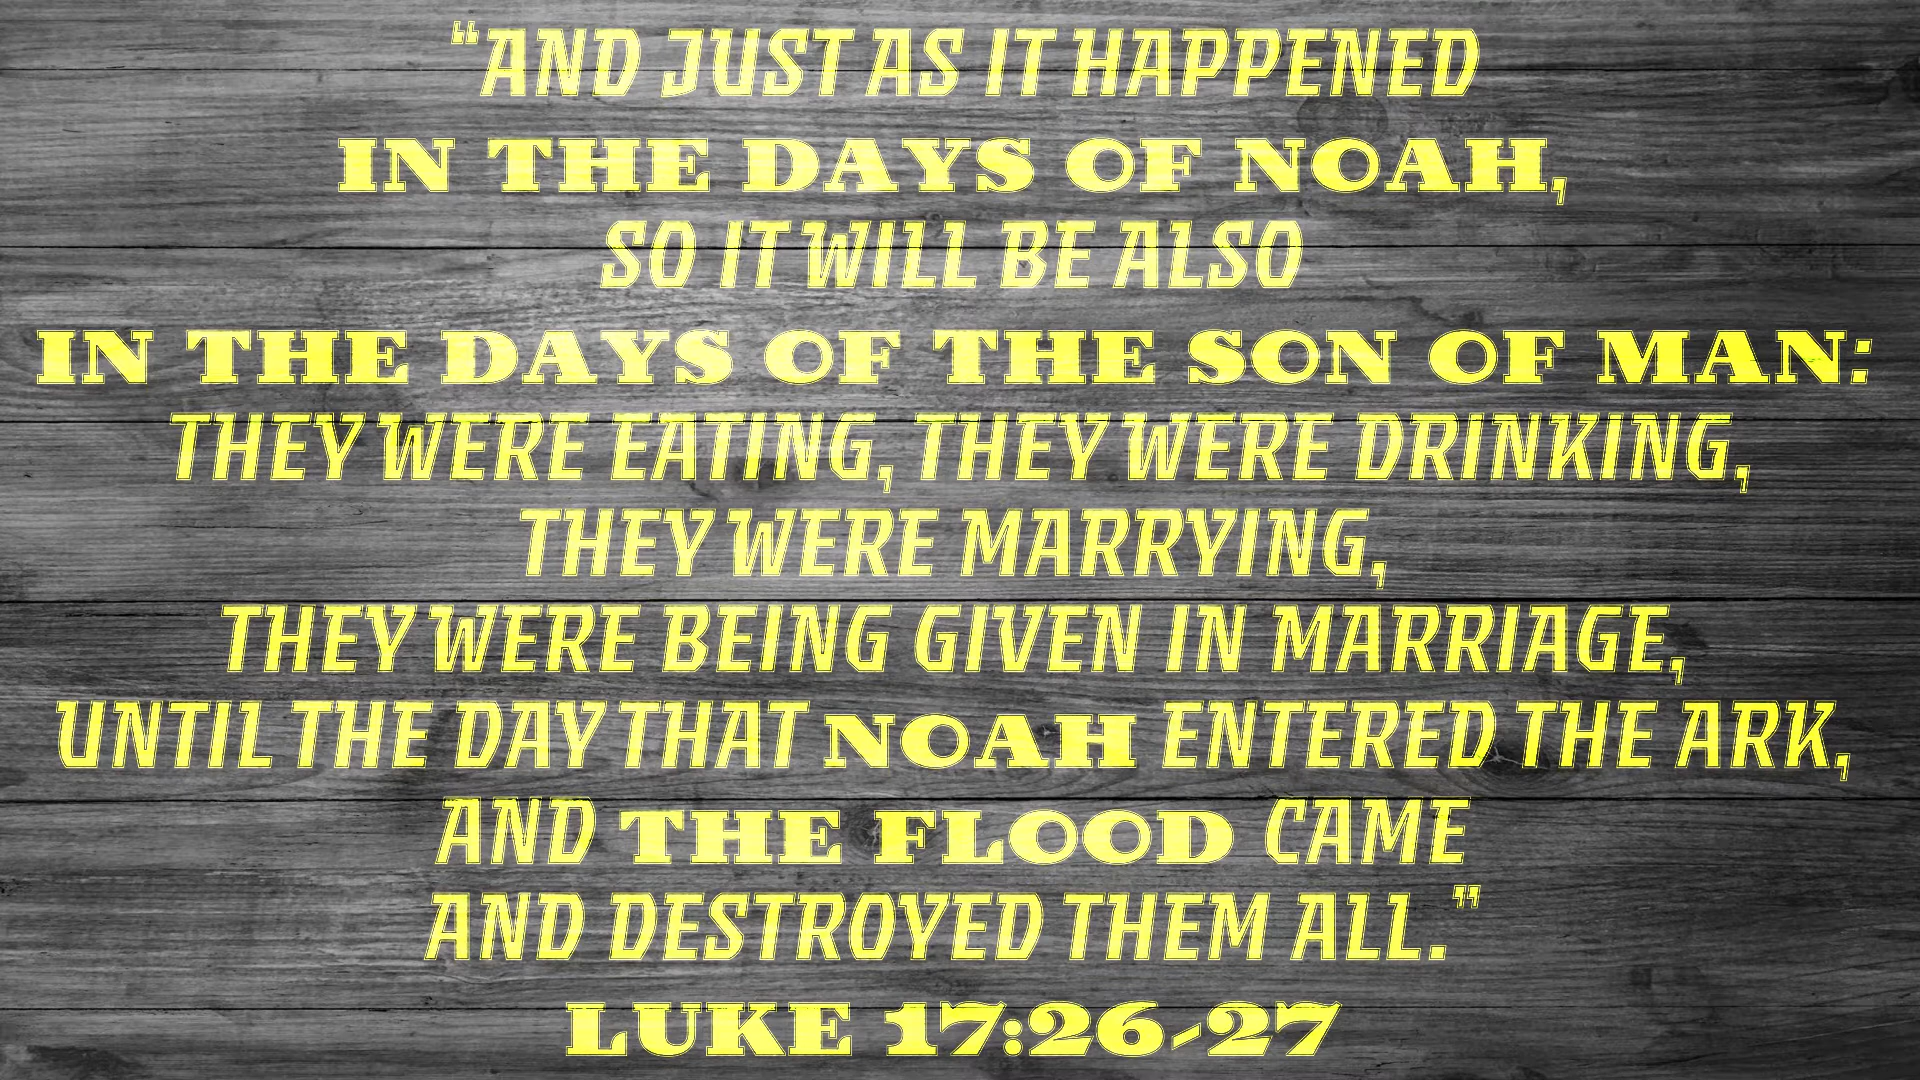 “AND JUST AS IT HAPPENED
IN THE DAYS OF NOAH,
SO IT WILL BE ALSO
IN THE DAYS OF THE SON OF MAN:
THEY WERE EATING, THEY WERE DRINKING,
THEY WERE MARRYING,
THEY WERE BEING GIVEN IN MARRIAGE,
UNTIL THE DAY THAT NOAH ENTERED THE ARK,
AND THE FLOOD CAME
AND DESTROYED THEM ALL.”
LUKE 17:26-27